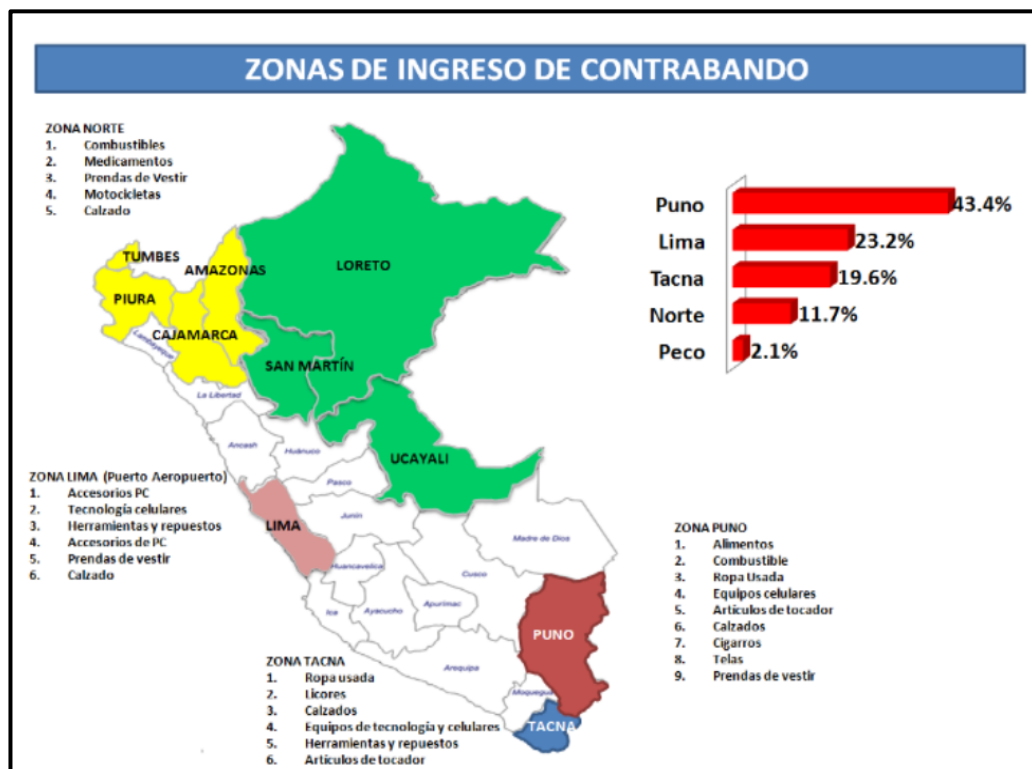 ZONAS DE INGRESO DE CONTRABANDO
ZONA NORTE
1. Combustibles
2. Medicamentos
3. Prendas de Vestir
4. Motocicletas
5. Calzado
Puno 43.4%
Lima 23.2%
Tacna 19.6%
Norte 11.7%
Peco 2.1%
TUMBES
AMAZONAS
LORETO
PIURA
CAJAMARCA
Lambayeque
SAN MARTÍN
La Libertad
Ancash
Huánuco
UCAYALI
Pasco
ZONA LIMA (Puerto Aeropuerto)
1. Accesorios PC
2. Tecnología celulares
3. Herramientas y repuestos
4. Accesorios de PC
5. Prendas de vestir
6. Calzado
LIMA
Junín
Madre de Dios
Huancavelica
Cusco
Ica
Ayacucho
Apurimac
PUNO
Arequipa
Moquegua
TACNA
ZONA PUNO
1. Alimentos
2. Combustible
3. Ropa Usada
4. Equipos celulares
5. Artículos de tocador
6. Calzados
7. Cigarros
8. Telas
9. Prendas de vestir
ZONA TACNA
1. Ropa usada
2. Licores
3. Calzados
4. Equipos de tecnología y celulares
5. Herramientas y repuestos
6. Artículos de tocador